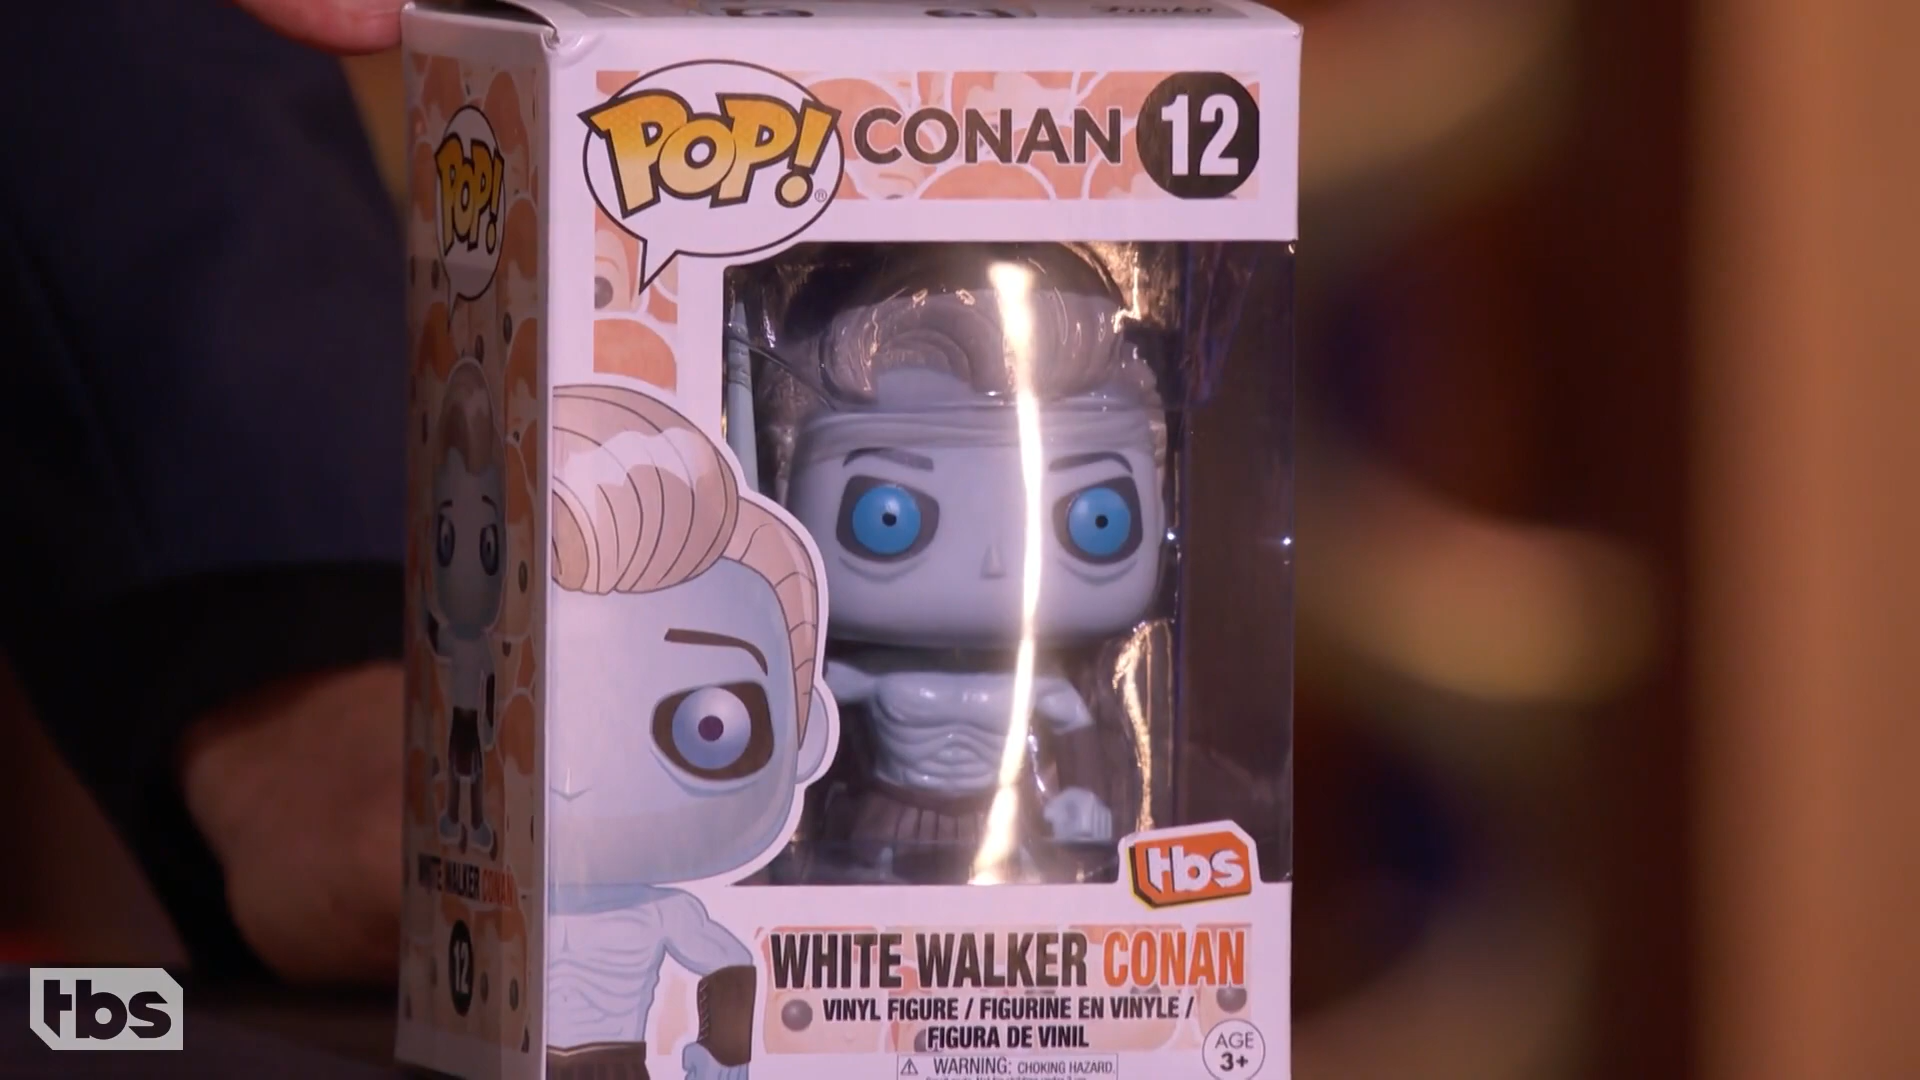 Funko
POP!
CONAN
12
POP!
®
tbs
WHITE WALKER CONAN
12
WHITE WALKER CONAN
VINYL FIGURE / FIGURINE EN VINYLE /
FIGURA DE VINIL
AGE
3+
WARNING: CHOKING HAZARD.
tbs